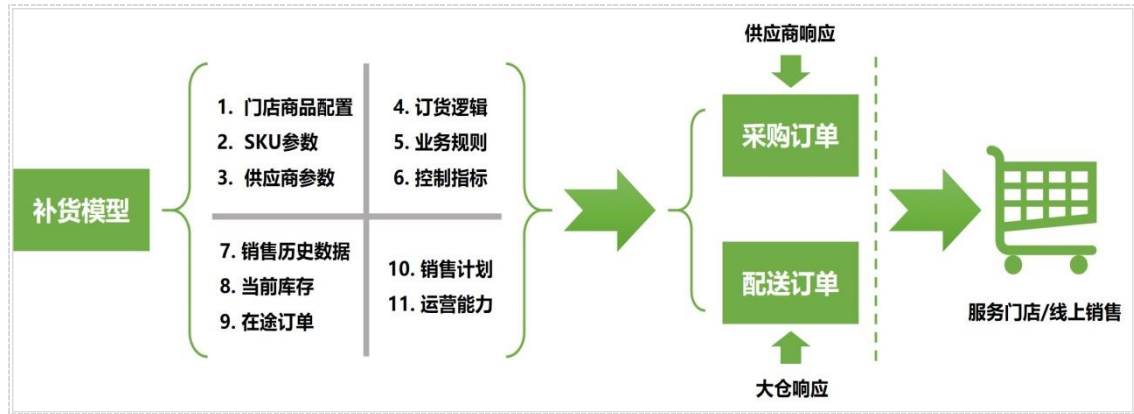 补货模型
1. 门店商品配置
2. SKU参数
3. 供应商参数
4. 订货逻辑
5. 业务规则
6. 控制指标
7. 销售历史数据
8. 当前库存
9. 在途订单
10. 销售计划
11. 运营能力
供应商响应
采购订单
配送订单
大仓响应
服务门店/线上销售